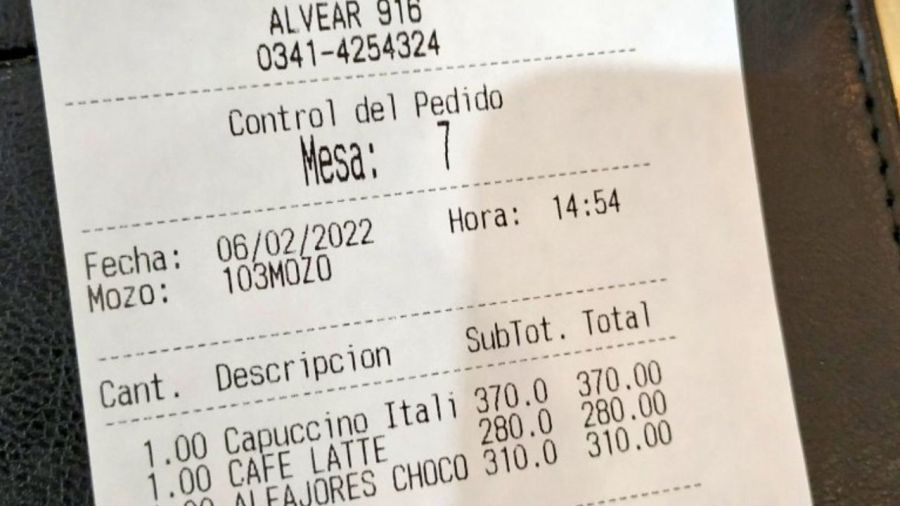 ALVEAR 916
0341-4254324
Control del Pedido
Mesa: 7
Fecha: 06/02/2022 Hora: 14:54
Mozo: 103MOZO
Cant. Descripcion SubTot. Total
1.00 Capuccino Itali 370.0 370.00
1.00 CAFE LATTE 280.0 280.00
ALFAJORES CHOCO 310.0 310.00